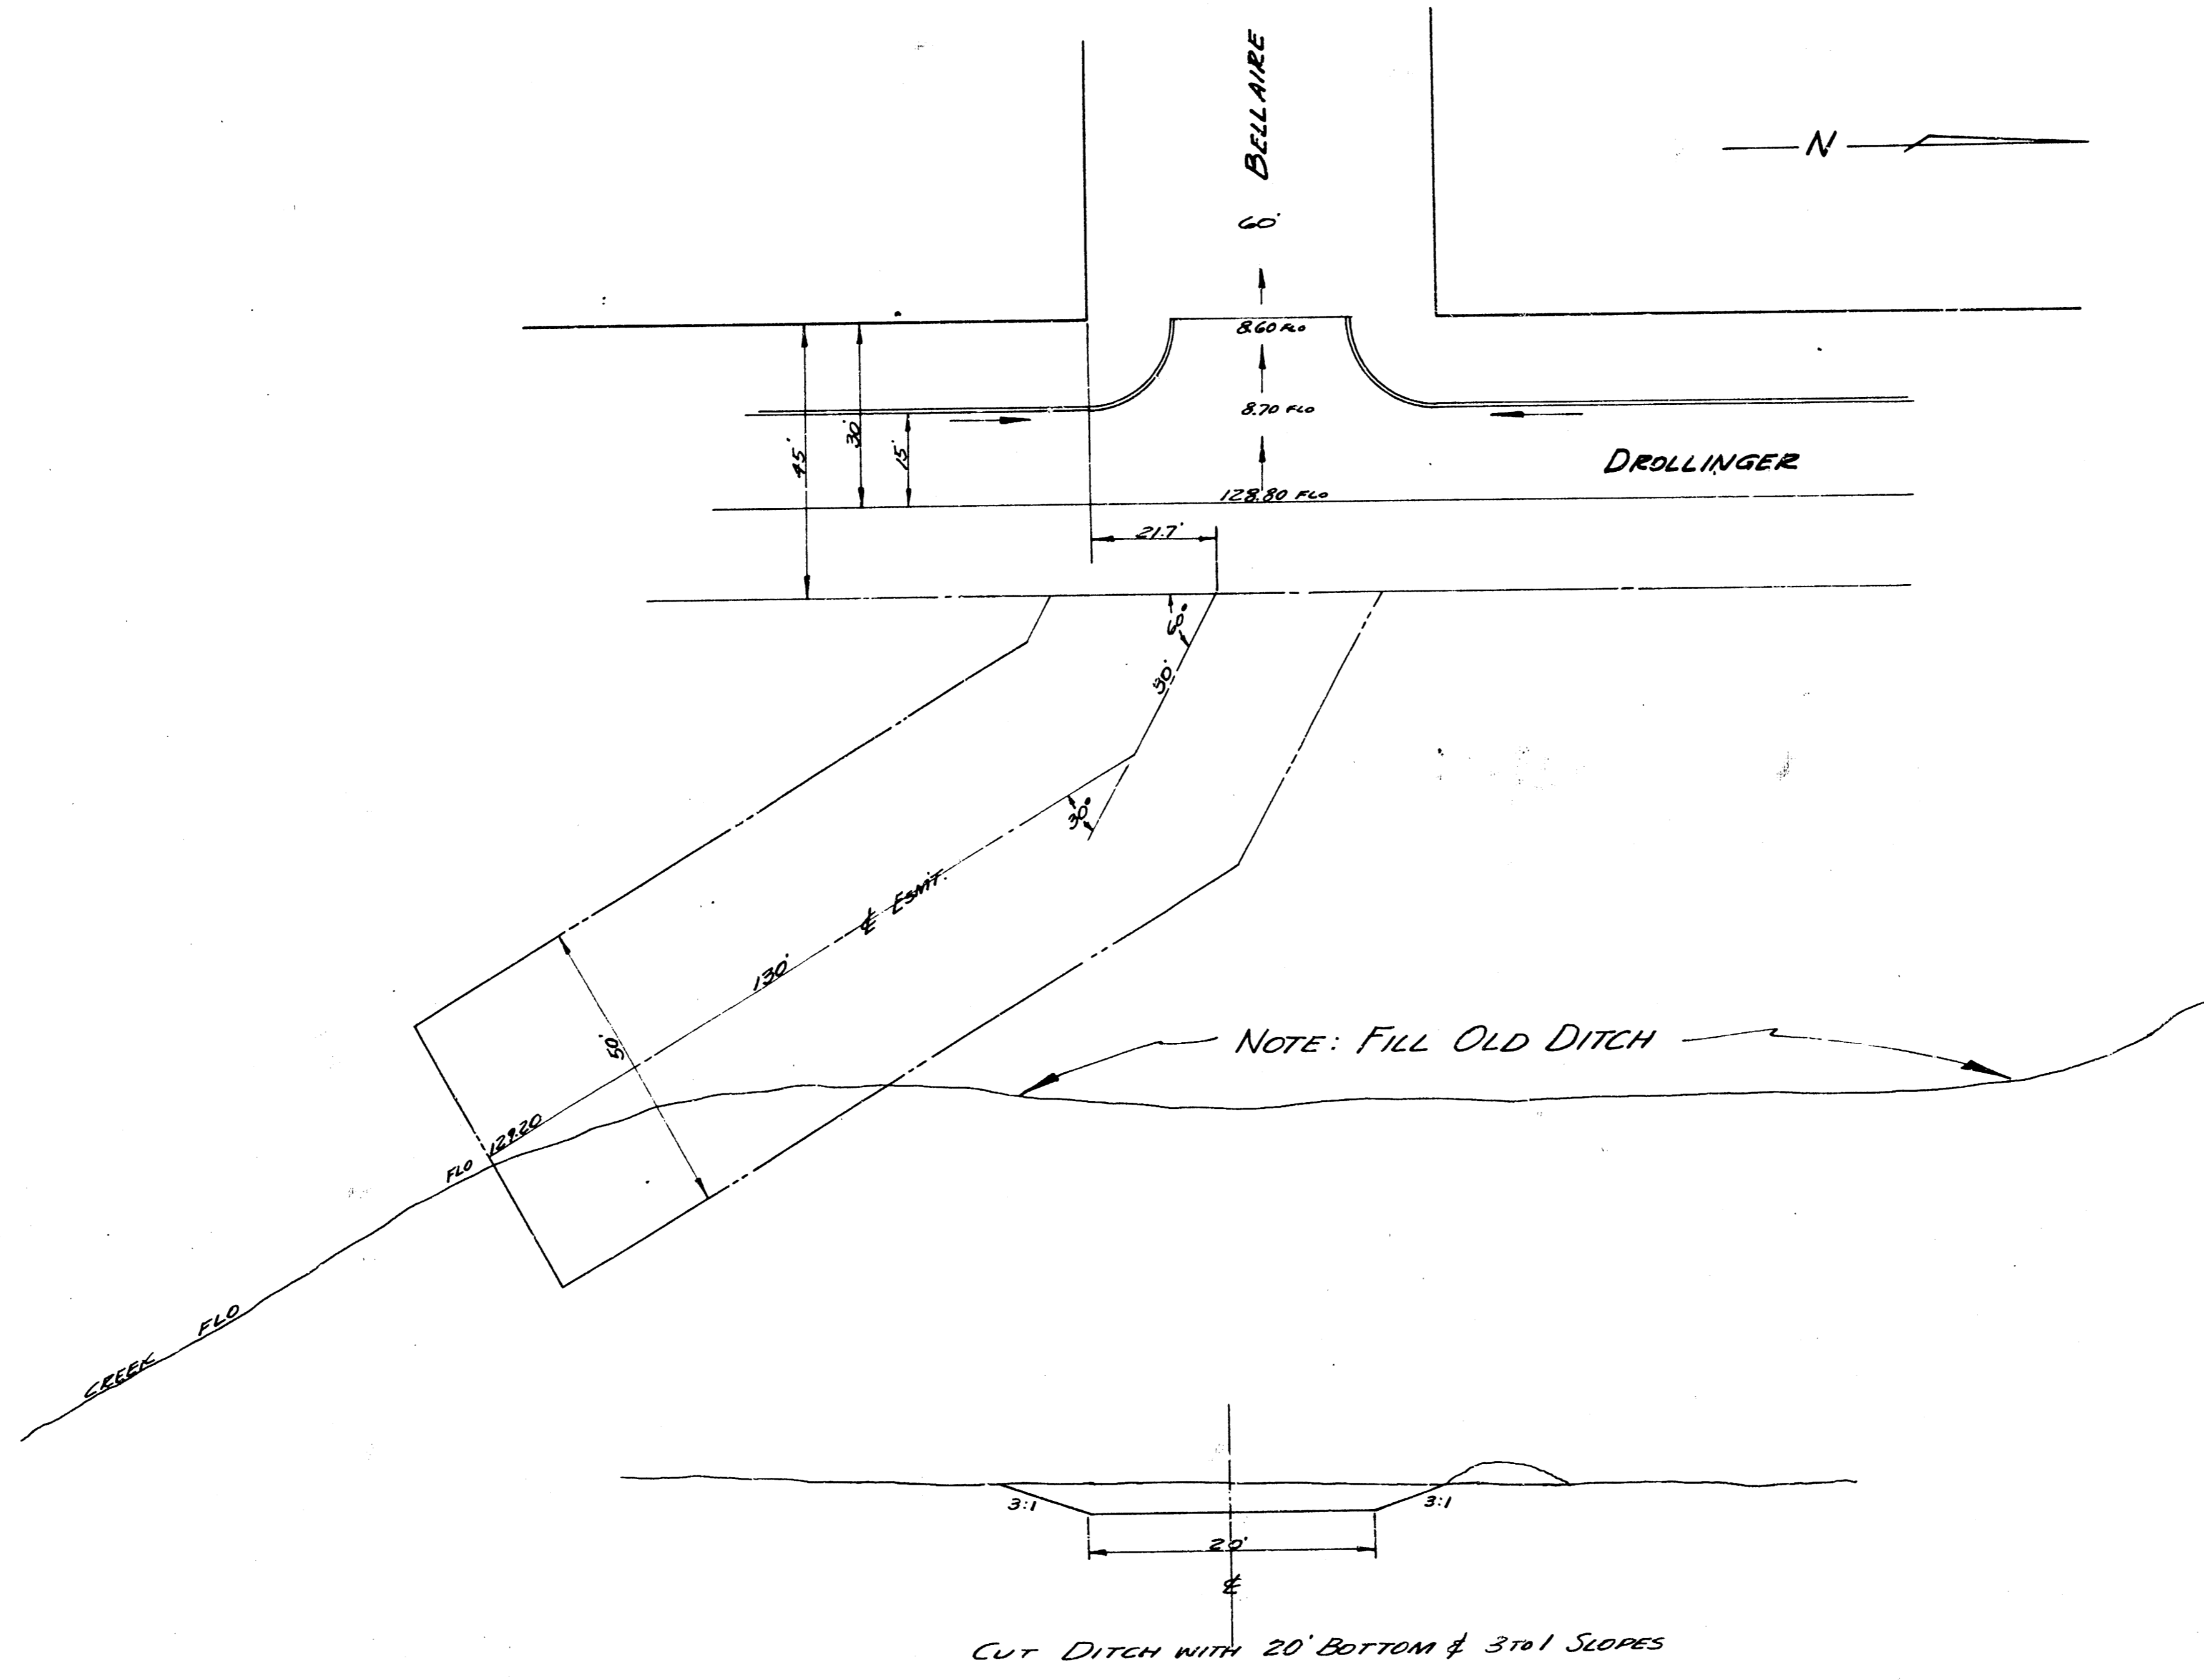 BELLAIRE
60'
N
8.60 FLO
8.70 FLO
45'
30'
15'
DROLLINGER
128.80 FLO
21.7'
60°
30'
30°
℄ ESMT.
130'
50'
NOTE: FILL OLD DITCH
129.20
FLO
FLO
CREEK
3:1
3:1
20'
℄
CUT DITCH WITH 20' BOTTOM & 3 TO 1 SLOPES